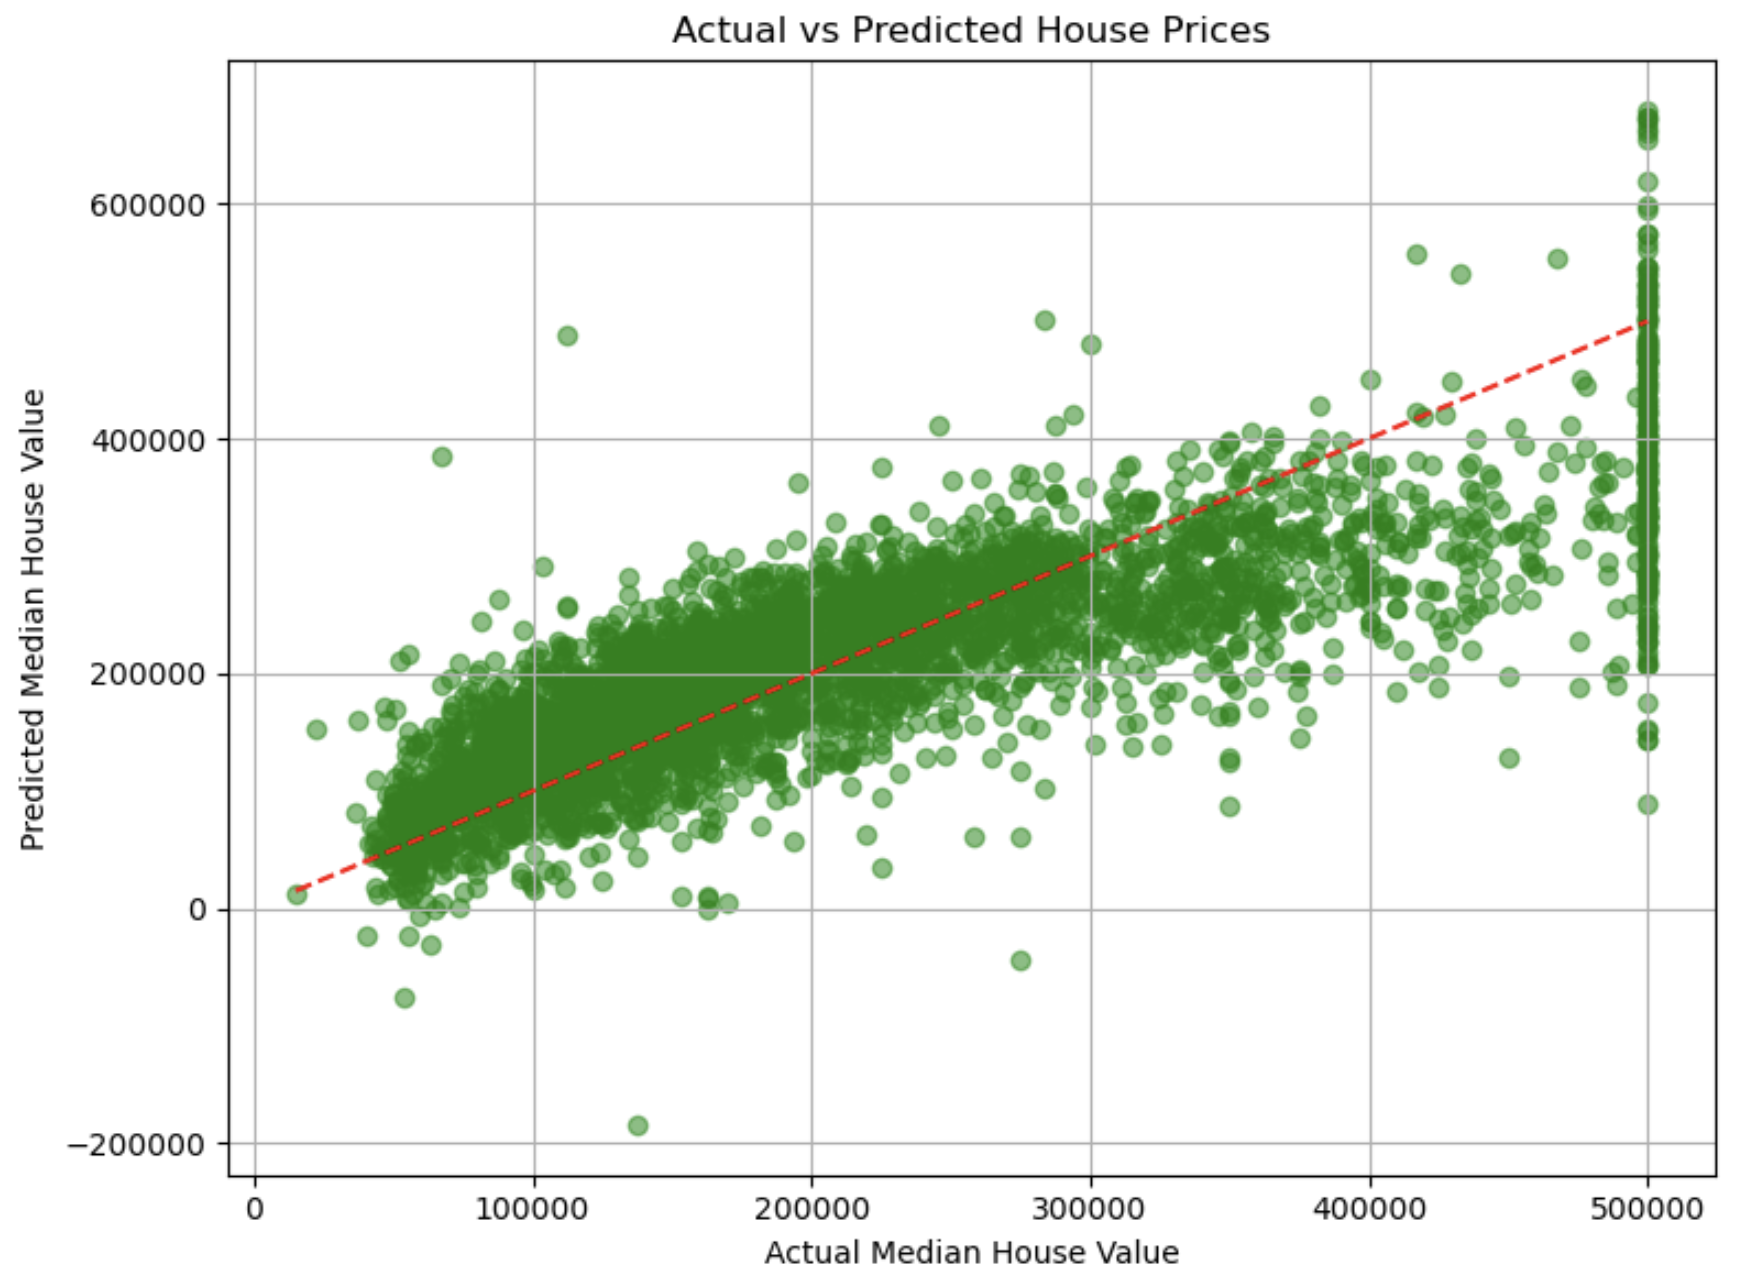 Actual vs Predicted House Prices
Predicted Median House Value
600000
400000
200000
0
−200000
0 100000 200000 300000 400000 500000
Actual Median House Value